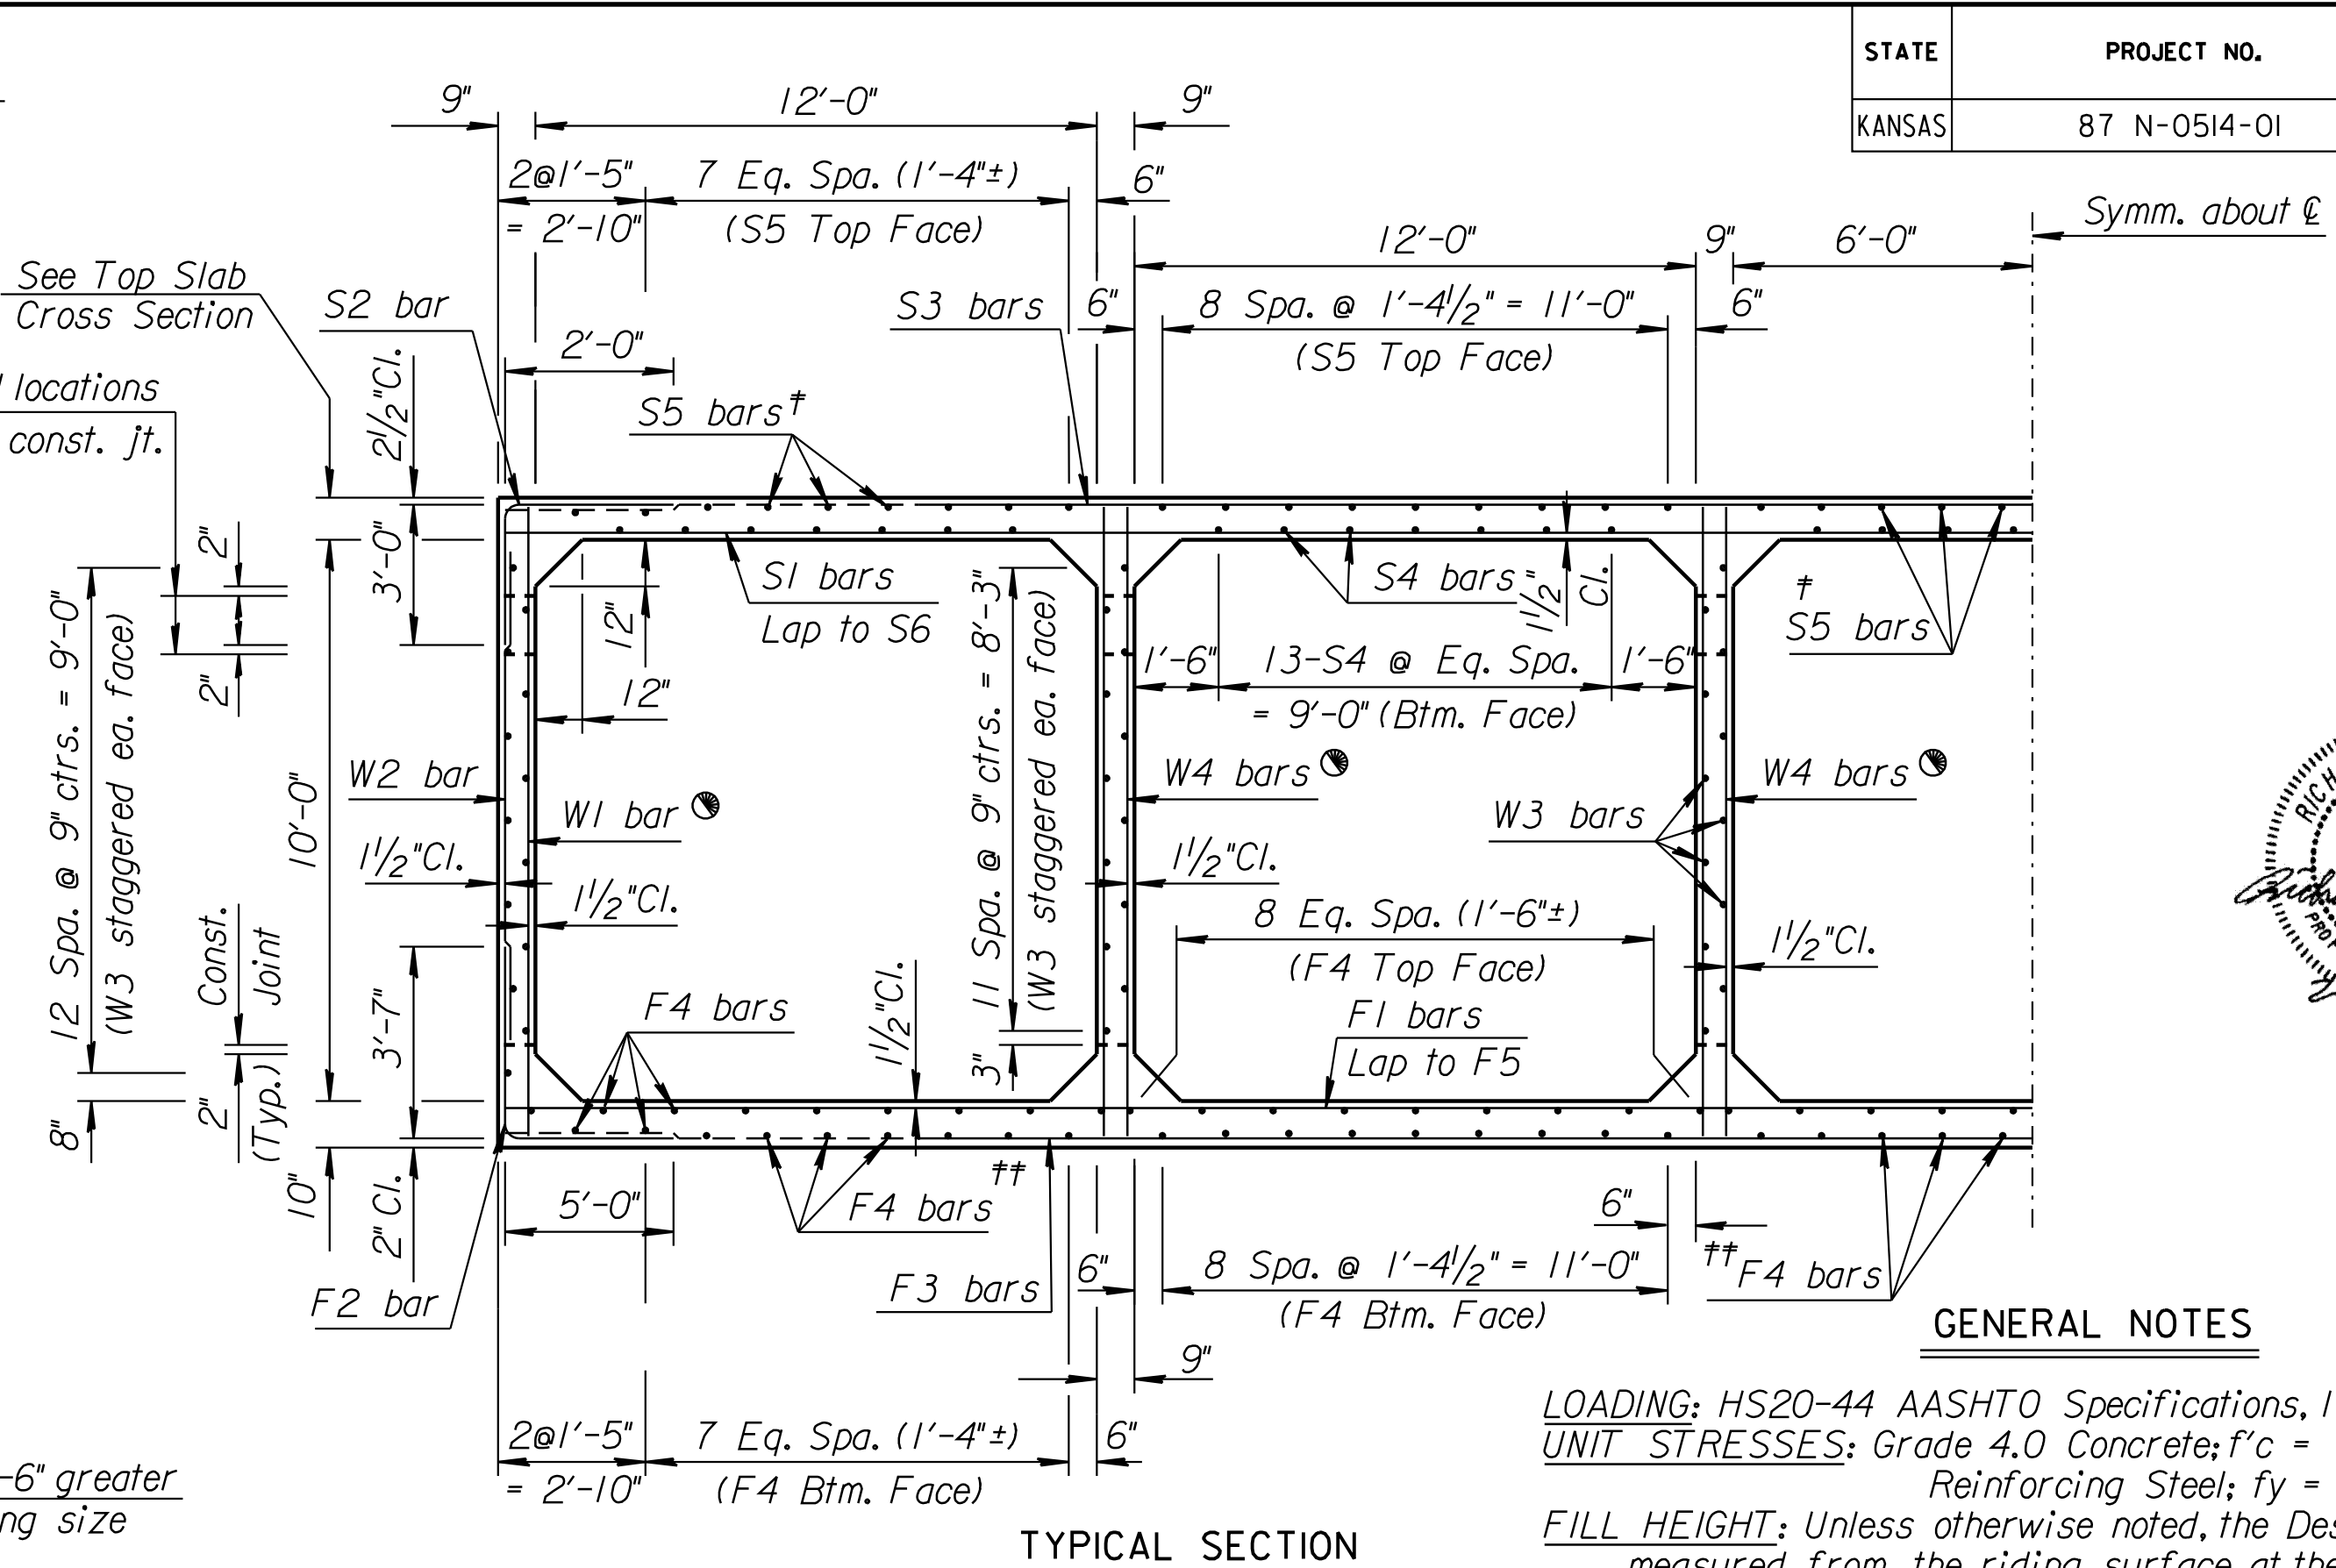 STATE
PROJECT NO.
KANSAS
87 N-0514-01
9"
12'-0"
9"
2@1'-5"
= 2'-10"
7 Eq. Spa. (1'-4"±)
(S5 Top Face)
6"
Symm. about ℄
12'-0"
9"
6'-0"
See Top Slab
Cross Section
S2 bar
S3 bars
6"
8 Spa. @ 1'-4½" = 11'-0"
(S5 Top Face)
6"
2'-0"
locations
const. jt.
2½"Cl.
S5 bars‡
2"
3'-0"
S1 bars
Lap to S6
S4 bars
1½"
Cl.
‡
S5 bars
12"
12"
2"
12 Spa. @ 9" ctrs. = 9'-0"
(W3 staggered ea. face)
11 Spa. @ 9" ctrs. = 8'-3"
(W3 staggered ea. face)
1'-6"
13-S4 @ Eq. Spa.
= 9'-0" (Btm. Face)
1'-6"
10'-0"
W2 bar
W1 bar
W4 bars
W3 bars
W4 bars
1½"Cl.
1½"Cl.
1½"Cl.
1½"Cl.
8 Eq. Spa. (1'-6"±)
(F4 Top Face)
Const.
Joint
2"
(Typ.)
3'-7"
F4 bars
1½"Cl.
3"
F1 bars
Lap to F5
8"
10"
2" Cl.
5'-0"
‡‡
F4 bars
6"
F2 bar
F3 bars
6"
8 Spa. @ 1'-4½" = 11'-0"
(F4 Btm. Face)
‡‡
F4 bars
9"
2@1'-5"
= 2'-10"
7 Eq. Spa. (1'-4"±)
(F4 Btm. Face)
6"
-6" greater
ng size
TYPICAL SECTION
GENERAL NOTES
LOADING: HS20-44 AASHTO Specifications, 1
UNIT STRESSES: Grade 4.0 Concrete; f'c =
Reinforcing Steel; fy =
FILL HEIGHT: Unless otherwise noted, the Des
measured from the riding surface at the